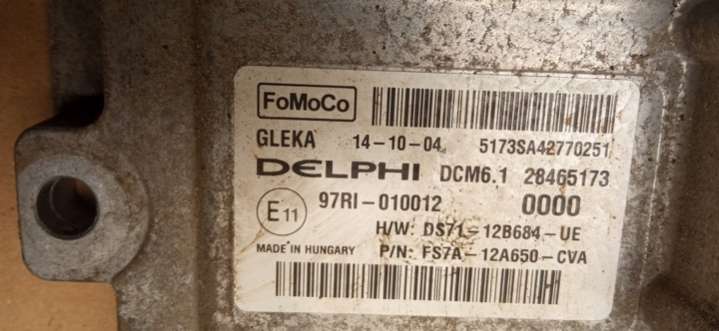 FoMoCo
GLEKA 14-10-04 5173SA42770251
DELPHI DCM6.1 28465173
E11 97RI-010012 0000
H/W: DS71-12B684-UE
MADE IN HUNGARY P/N: FS7A-12A650-CVA